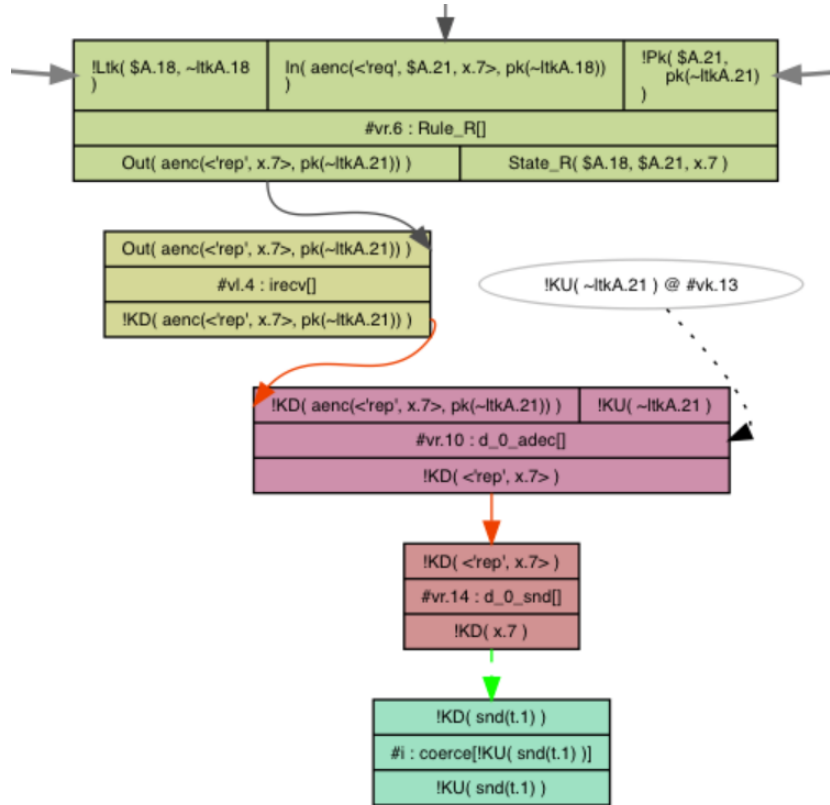 !Ltk( $A.18, ~ltkA.18
)
In( aenc(<'req', $A.21, x.7>, pk(~ltkA.18))
)
!Pk( $A.21,
pk(~ltkA.21)
)
#vr.6 : Rule_R[]
Out( aenc(<'rep', x.7>, pk(~ltkA.21)) )
State_R( $A.18, $A.21, x.7 )
Out( aenc(<'rep', x.7>, pk(~ltkA.21)) )
#vl.4 : irecv[]
!KD( aenc(<'rep', x.7>, pk(~ltkA.21)) )
!KU( ~ltkA.21 ) @ #vk.13
!KD( aenc(<'rep', x.7>, pk(~ltkA.21)) )
!KU( ~ltkA.21 )
#vr.10 : d_0_adec[]
!KD( <'rep', x.7> )
!KD( <'rep', x.7> )
#vr.14 : d_0_snd[]
!KD( x.7 )
!KD( snd(t.1) )
#i : coerce[!KU( snd(t.1) )]
!KU( snd(t.1) )